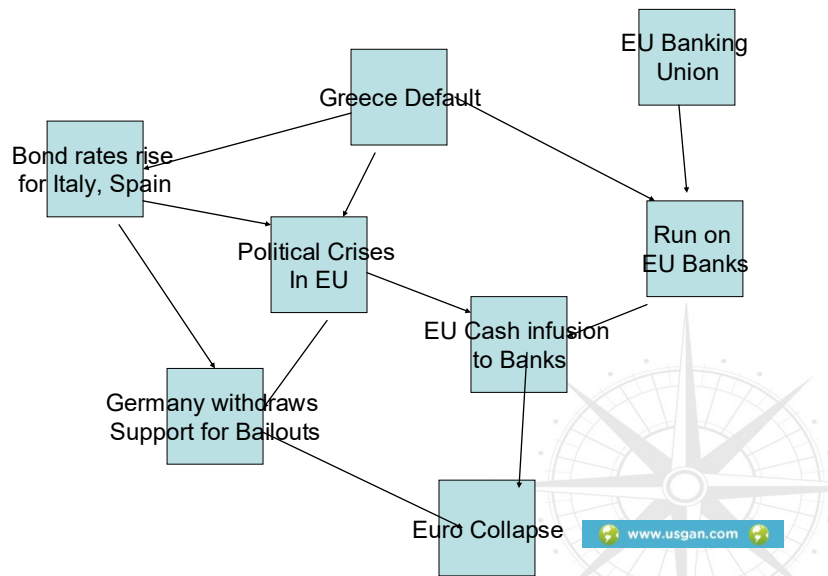 EU Banking
Union
Greece Default
Bond rates rise
for Italy, Spain
Political Crises
In EU
Run on
EU Banks
EU Cash infusion
to Banks
Germany withdraws
Support for Bailouts
Euro Collapse
www.usgan.com